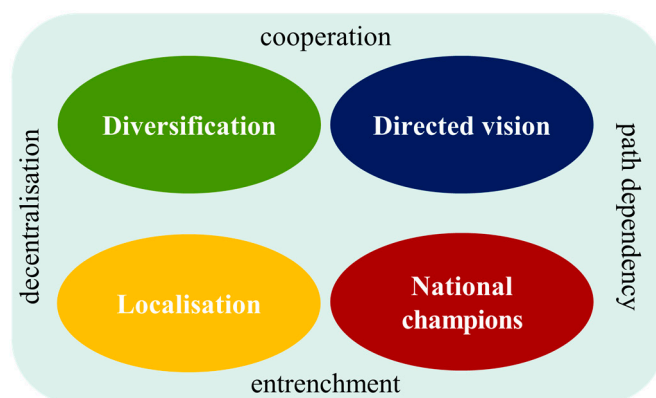 cooperation
decentralisation
Diversification
Directed vision
path dependency
Localisation
National
champions
entrenchment